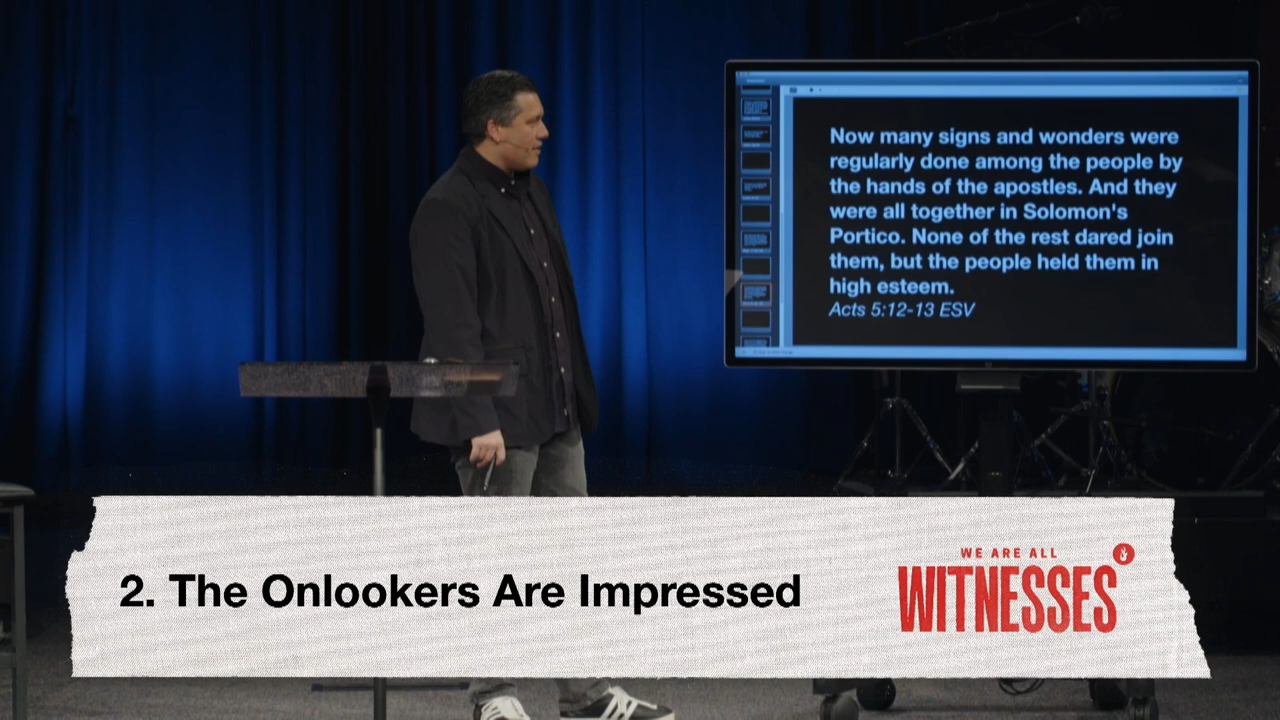 Now many signs and wonders were
regularly done among the people by
the hands of the apostles. And they
were all together in Solomon's
Portico. None of the rest dared join
them, but the people held them in
high esteem.
Acts 5:12-13 ESV
2. The Onlookers Are Impressed
WE ARE ALL
WITNESSES